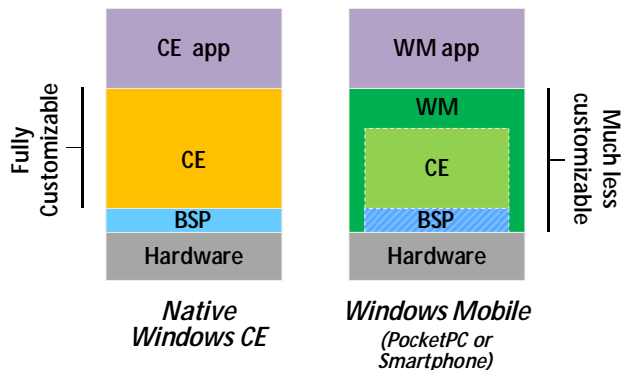 CE app
CE
BSP
Hardware
Fully
Customizable
Native
Windows CE
WM app
WM
CE
BSP
Hardware
Much less
customizable
Windows Mobile
(PocketPC or
Smartphone)